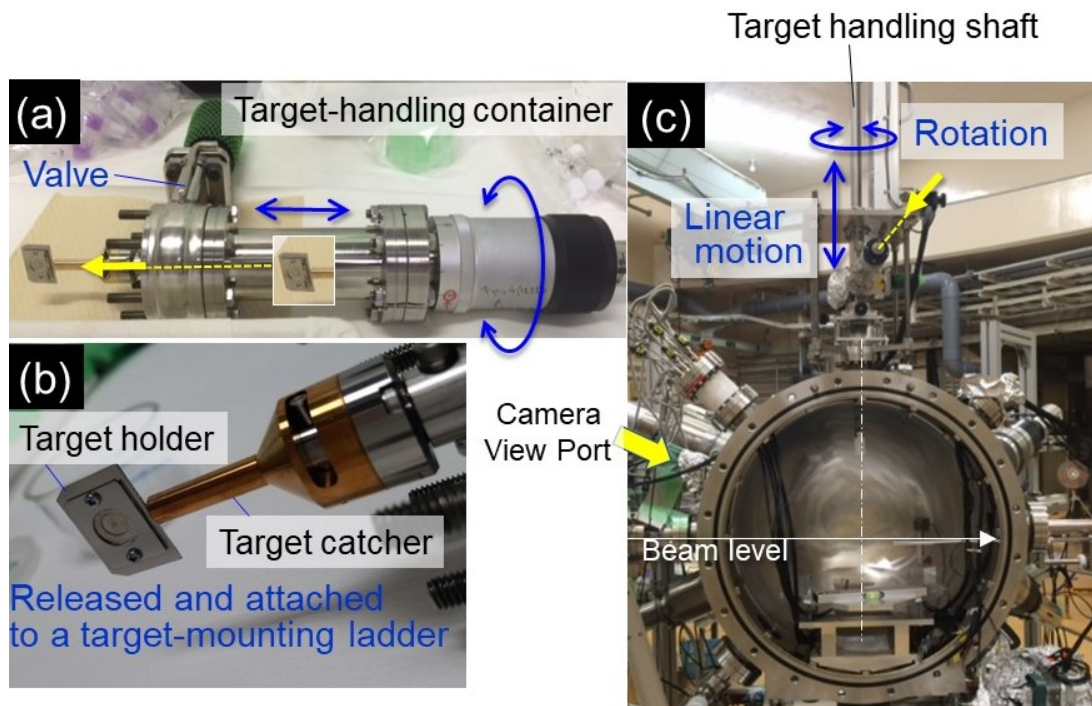 Target handling shaft
(a)
Target-handling container
Valve
(c)
Rotation
Linear
motion
(b)
Target holder
Target catcher
Released and attached
to a target-mounting ladder
Camera
View Port
Beam level